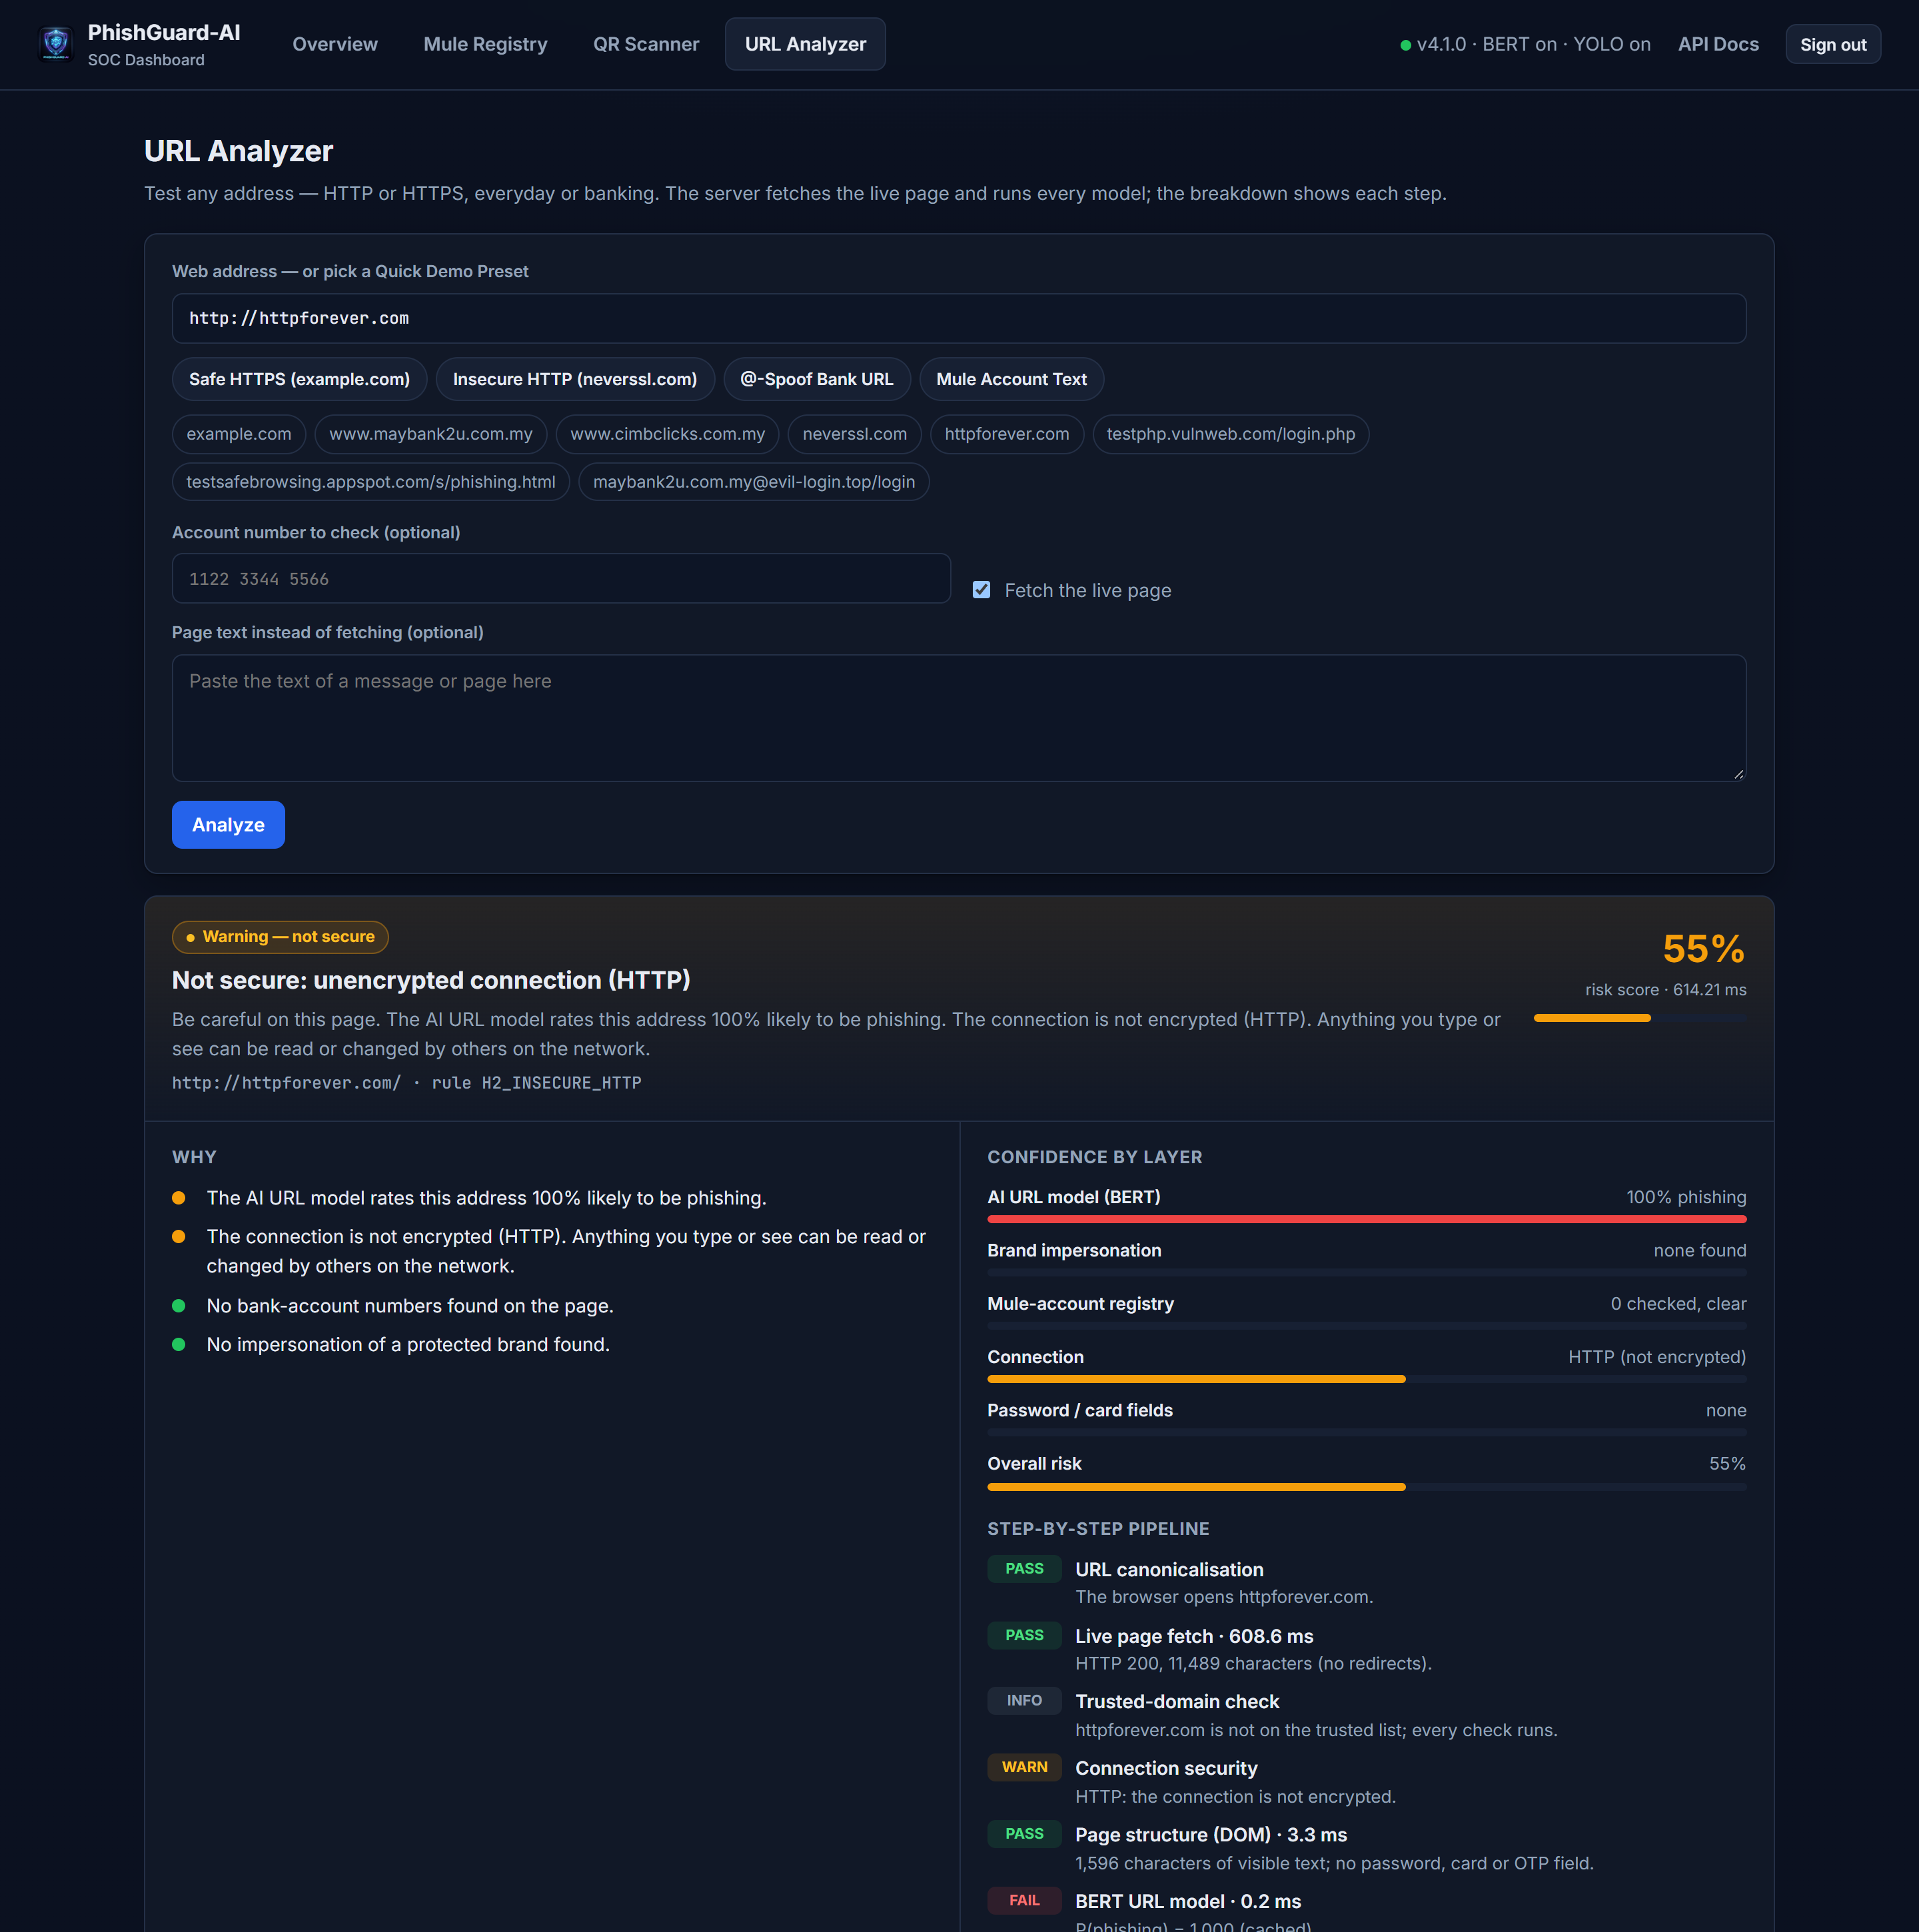 PhishGuard-AI
SOC Dashboard
Overview
Mule Registry
QR Scanner
URL Analyzer
v4.1.0 · BERT on · YOLO on
API Docs
Sign out
URL Analyzer
Test any address — HTTP or HTTPS, everyday or banking. The server fetches the live page and runs every model; the breakdown shows each step.
Web address — or pick a Quick Demo Preset
http://httpforever.com
Safe HTTPS (example.com)
Insecure HTTP (neverssl.com)
@-Spoof Bank URL
Mule Account Text
example.com
www.maybank2u.com.my
www.cimbclicks.com.my
neverssl.com
httpforever.com
testphp.vulnweb.com/login.php
testsafebrowsing.appspot.com/s/phishing.html
maybank2u.com.my@evil-login.top/login
Account number to check (optional)
1122 3344 5566
Fetch the live page
Page text instead of fetching (optional)
Paste the text of a message or page here
Analyze
Warning — not secure
55%
Not secure: unencrypted connection (HTTP)
risk score · 614.21 ms
Be careful on this page. The AI URL model rates this address 100% likely to be phishing. The connection is not encrypted (HTTP). Anything you type or
see can be read or changed by others on the network.
http://httpforever.com/ · rule H2_INSECURE_HTTP
WHY
The AI URL model rates this address 100% likely to be phishing.
The connection is not encrypted (HTTP). Anything you type or see can be read or
changed by others on the network.
No bank-account numbers found on the page.
No impersonation of a protected brand found.
CONFIDENCE BY LAYER
AI URL model (BERT)
100% phishing
Brand impersonation
none found
Mule-account registry
0 checked, clear
Connection
HTTP (not encrypted)
Password / card fields
none
Overall risk
55%
STEP-BY-STEP PIPELINE
PASS
URL canonicalisation
The browser opens httpforever.com.
PASS
Live page fetch · 608.6 ms
HTTP 200, 11,489 characters (no redirects).
INFO
Trusted-domain check
httpforever.com is not on the trusted list; every check runs.
WARN
Connection security
HTTP: the connection is not encrypted.
PASS
Page structure (DOM) · 3.3 ms
1,596 characters of visible text; no password, card or OTP field.
FAIL
BERT URL model · 0.2 ms
P(phishing) = 1.000 (cached)